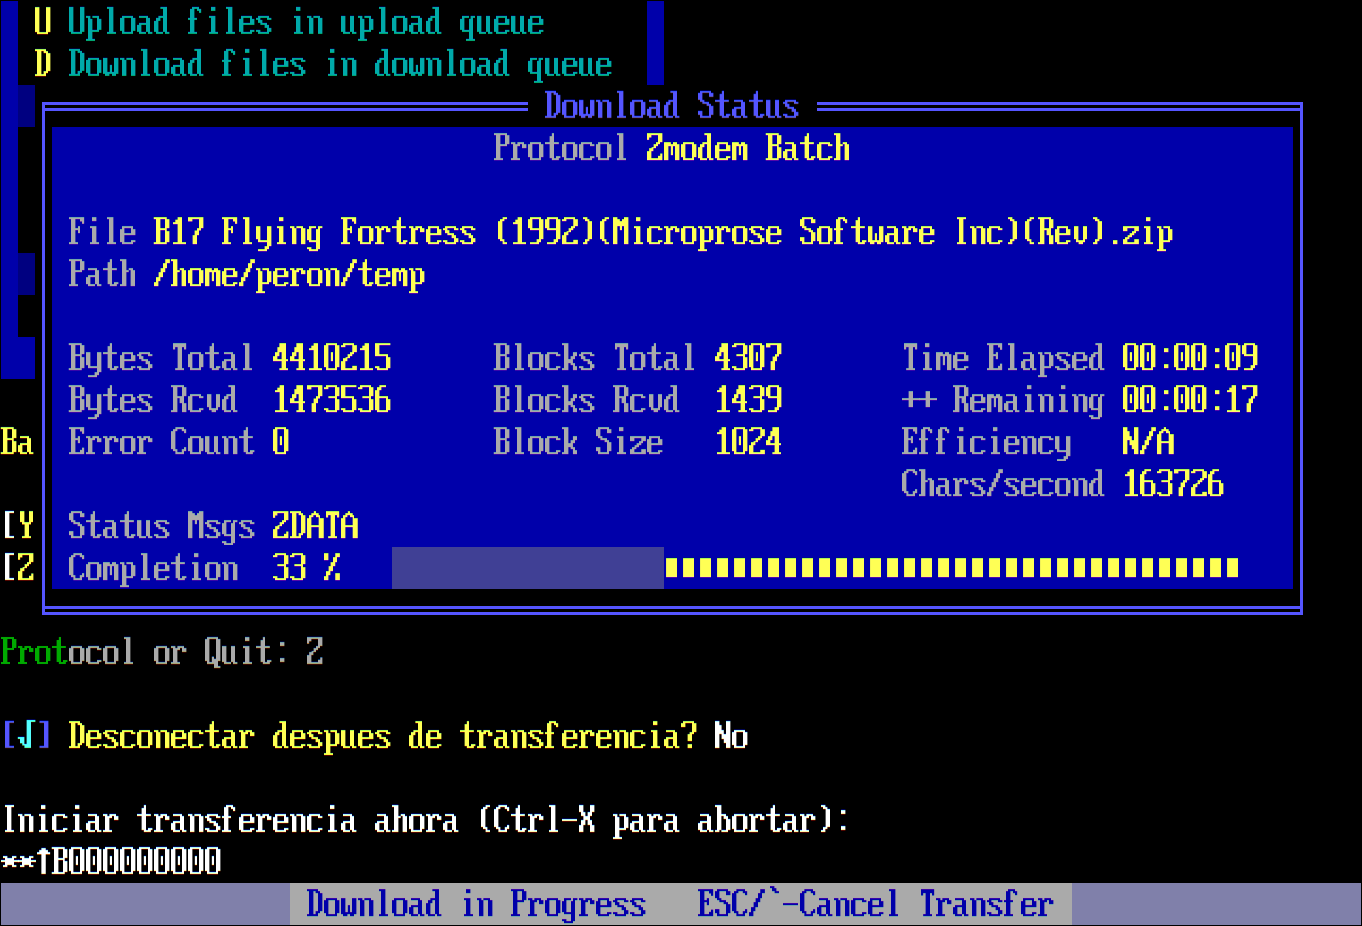 U Upload files in upload queue
D Download files in download queue
Download Status
Protocol Zmodem Batch
File B17 Flying Fortress (1992)(Microprose Software Inc)(Rev).zip
Path /home/peron/temp
Bytes Total 4410215 Blocks Total 4307 Time Elapsed 00:00:09
Bytes Rcvd 1473536 Blocks Rcvd 1439 ++ Remaining 00:00:17
Ba Error Count 0 Block Size 1024 Efficiency N/A
Chars/second 163726
[Y Status Msgs ZDATA
[Z Completion 33 %
Protocol or Quit: Z
[√] Desconectar despues de transferencia? No
Iniciar transferencia ahora (Ctrl-X para abortar):
**↑B000000000
Download in Progress ESC/`-Cancel Transfer